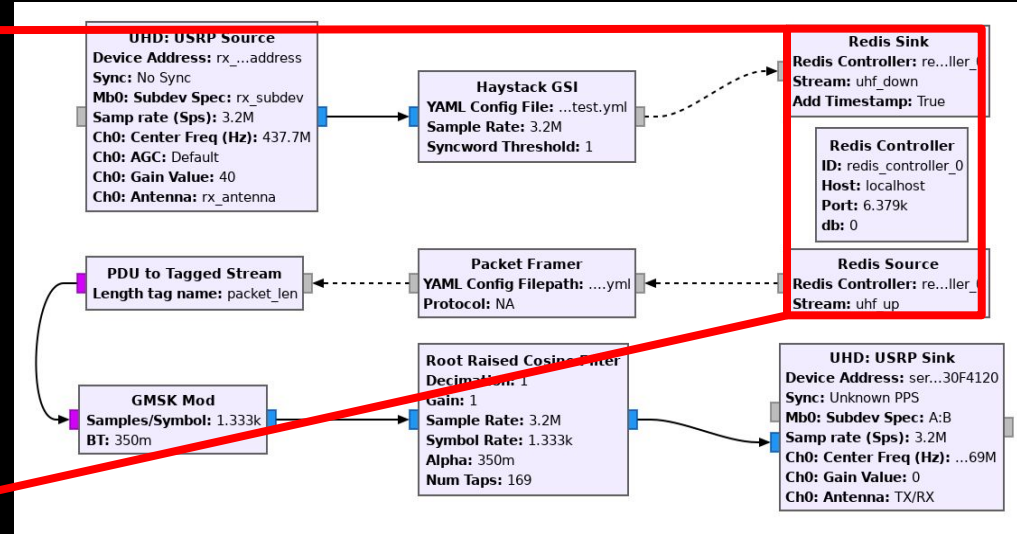 UHD: USRP Source
Device Address: rx_...address
Sync: No Sync
Mb0: Subdev Spec: rx_subdev
Samp rate (Sps): 3.2M
Ch0: Center Freq (Hz): 437.7M
Ch0: AGC: Default
Ch0: Gain Value: 40
Ch0: Antenna: rx_antenna
Haystack GSI
YAML Config File: ...test.yml
Sample Rate: 3.2M
Syncword Threshold: 1
Redis Sink
Redis Controller: re...ller_0
Stream: uhf_down
Add Timestamp: True
Redis Controller
ID: redis_controller_0
Host: localhost
Port: 6.379k
db: 0
PDU to Tagged Stream
Length tag name: packet_len
Packet Framer
YAML Config Filepath: ....yml
Protocol: NA
Redis Source
Redis Controller: re...ller_0
Stream: uhf_up
GMSK Mod
Samples/Symbol: 1.333k
BT: 350m
Root Raised Cosine Filter
Decimation: 1
Gain: 1
Sample Rate: 3.2M
Symbol Rate: 1.333k
Alpha: 350m
Num Taps: 169
UHD: USRP Sink
Device Address: ser...30F4120
Sync: Unknown PPS
Mb0: Subdev Spec: A:B
Samp rate (Sps): 3.2M
Ch0: Center Freq (Hz): ...69M
Ch0: Gain Value: 0
Ch0: Antenna: TX/RX